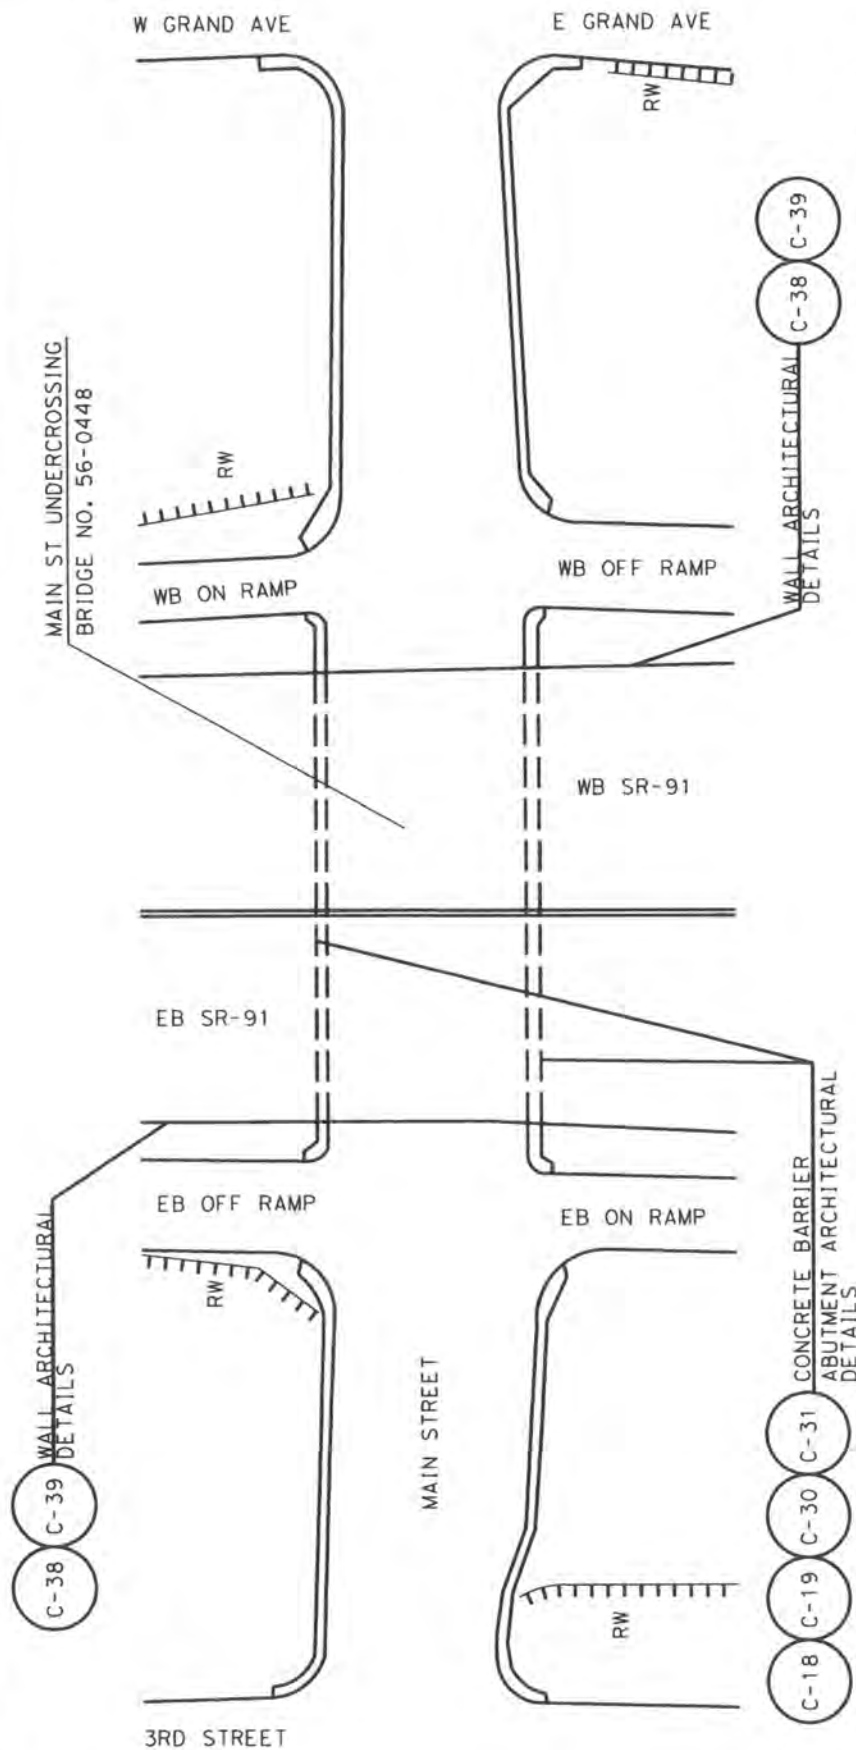 W GRAND AVE
E GRAND AVE
RW
C-39
C-38
WALL ARCHITECTURAL
DETAILS
MAIN ST UNDERCROSSING
BRIDGE NO. 56-0448
RW
WB ON RAMP
WB OFF RAMP
WB SR-91
EB SR-91
EB OFF RAMP
EB ON RAMP
RW
WALL ARCHITECTURAL
DETAILS
C-39
C-38
MAIN STREET
CONCRETE BARRIER
ABUTMENT ARCHITECTURAL
DETAILS
C-31
C-30
C-19
C-18
RW
3RD STREET